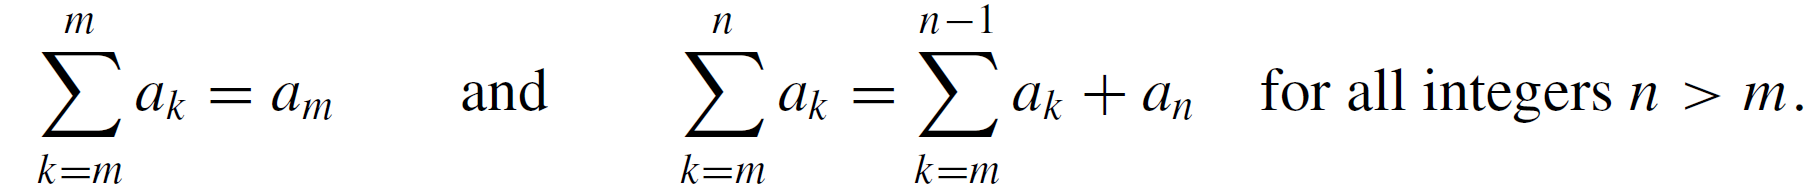 $\sum_{k=m}^{m} a_k = a_m$ and $\sum_{k=m}^{n} a_k = \sum_{k=m}^{n-1} a_k + a_n$ for all integers $n > m$.